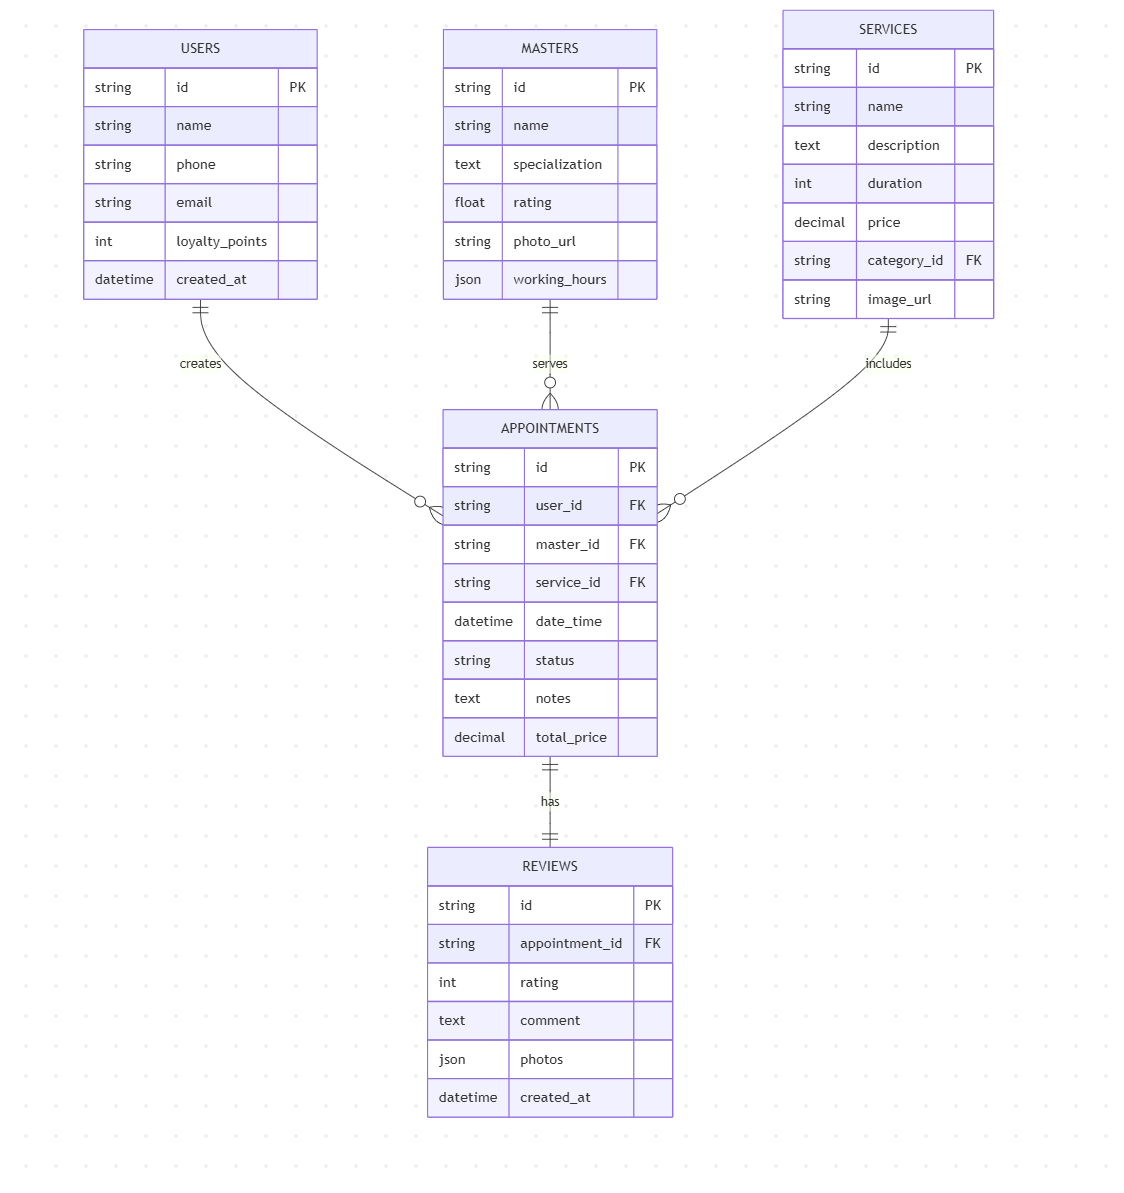 USERS
string id PK
string name
string phone
string email
int loyalty_points
datetime created_at
MASTERS
string id PK
string name
text specialization
float rating
string photo_url
json working_hours
SERVICES
string id PK
string name
text description
int duration
decimal price
string category_id FK
string image_url
creates
serves
includes
APPOINTMENTS
string id PK
string user_id FK
string master_id FK
string service_id FK
datetime date_time
string status
text notes
decimal total_price
has
REVIEWS
string id PK
string appointment_id FK
int rating
text comment
json photos
datetime created_at